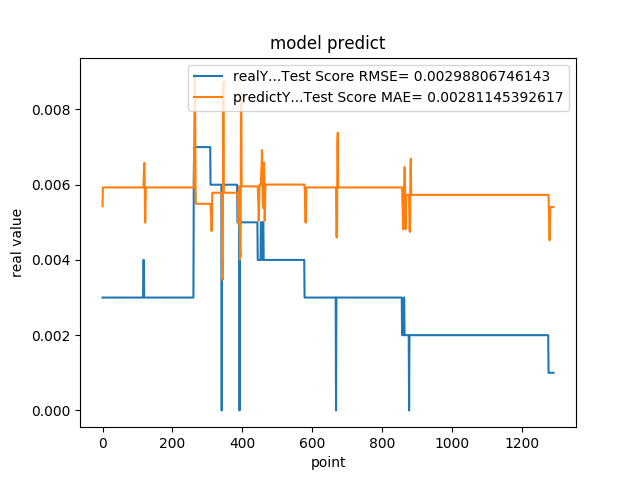 model predict
realY...Test Score RMSE= 0.00298806746143
predictY...Test Score MAE= 0.00281145392617
0.008
0.006
0.004
0.002
0.000
real value
0 200 400 600 800 1000 1200
point